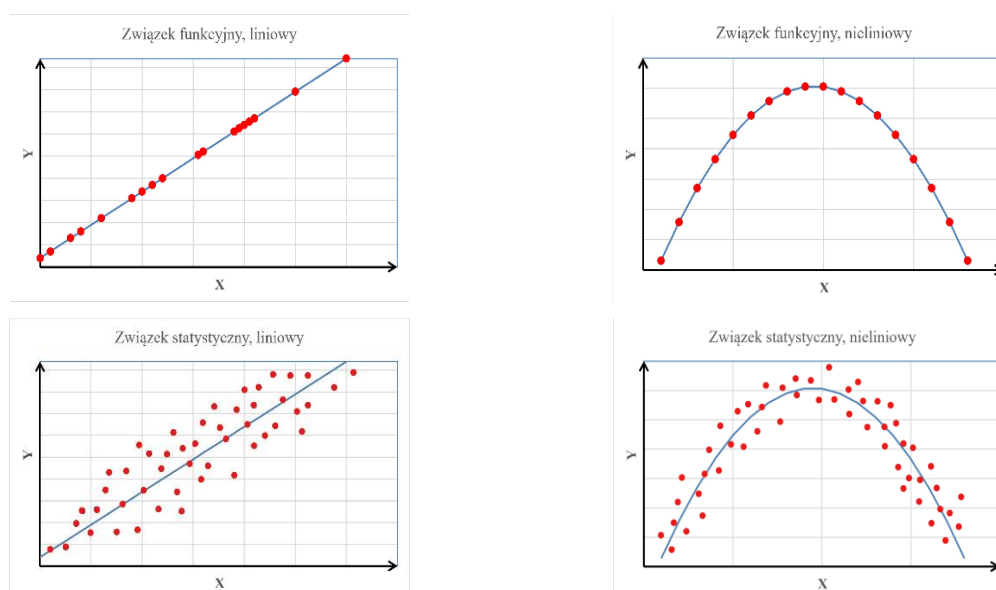 Związek funkcyjny, liniowy
Y
X
Związek funkcyjny, nieliniowy
Y
X
Związek statystyczny, liniowy
Y
X
Związek statystyczny, nieliniowy
Y
X